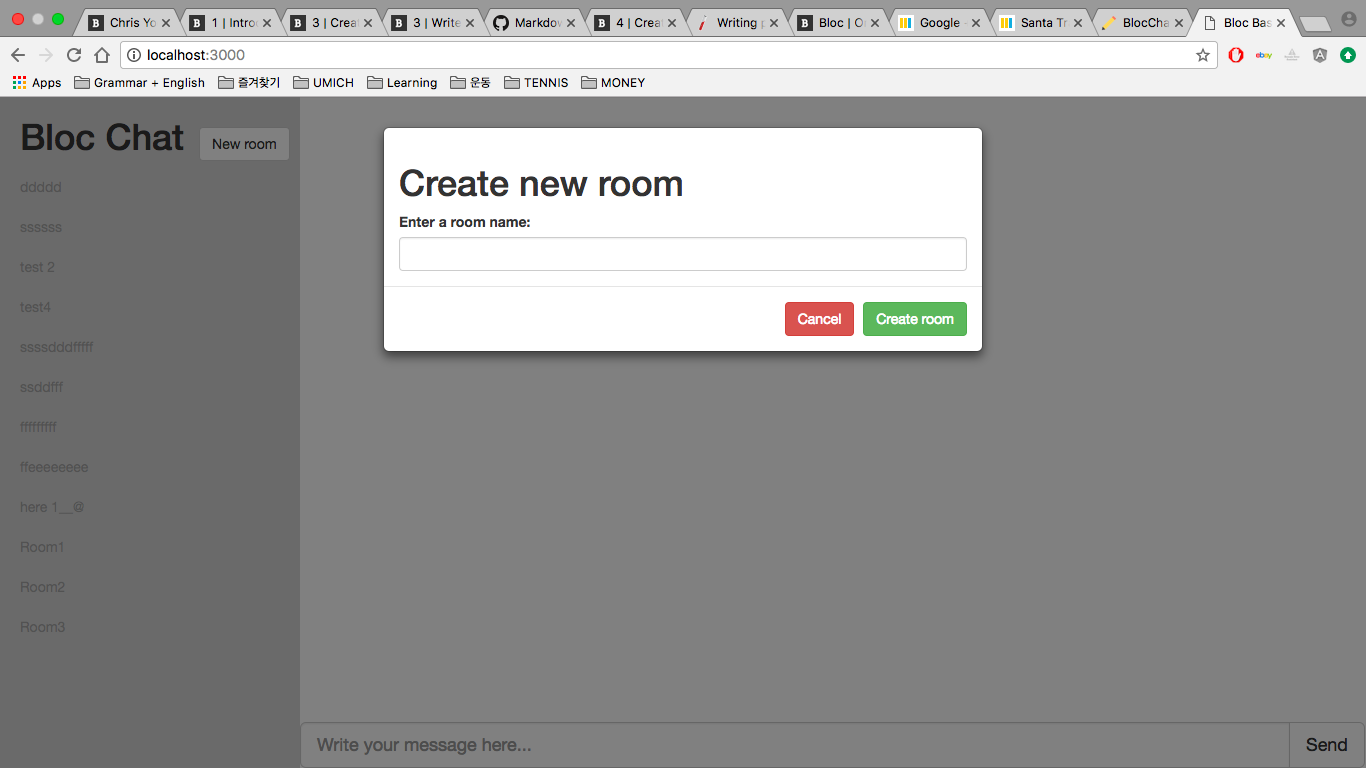 Chris Yo
1 | Introd
3 | Creat
3 | Write
Markdow
4 | Creat
Writing p
Bloc | O
Google -
Santa Tr
BlocCha
Bloc Bas
localhost:3000
ebay
Apps
Grammar + English
즐겨찾기
UMICH
Learning
운동
TENNIS
MONEY
Bloc Chat
New room
ddddd
ssssss
test 2
test4
ssssdddfffff
ssddfff
fffffffff
ffeeeeeeee
here 1__@
Room1
Room2
Room3
Create new room
Enter a room name:
Cancel
Create room
Write your message here...
Send